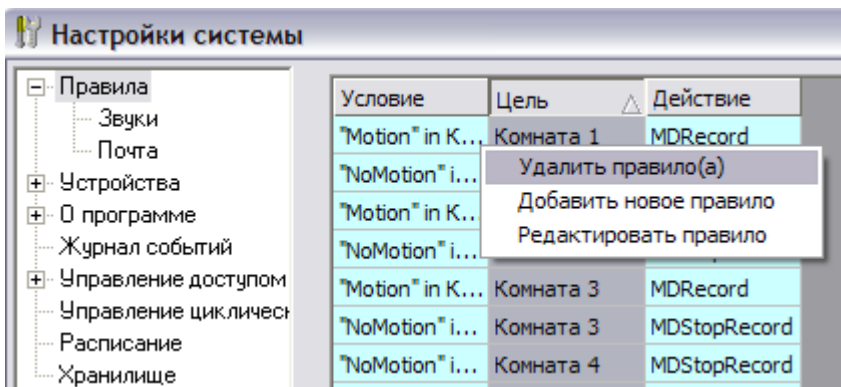 Настройки системы
Правила
Звуки
Почта
Устройства
О программе
Журнал событий
Управление доступом
Управление цикличесн
Расписание
Хранилище
Условие Цель Действие
"Motion" in К... Комната 1 MDRecord
"NoMotion" i...
"Motion" in К...
"NoMotion" i...
"Motion" in К... Комната 3 MDRecord
"NoMotion" i... Комната 3 MDStopRecord
"NoMotion" i... Комната 4 MDStopRecord
Удалить правило(а)
Добавить новое правило
Редактировать правило